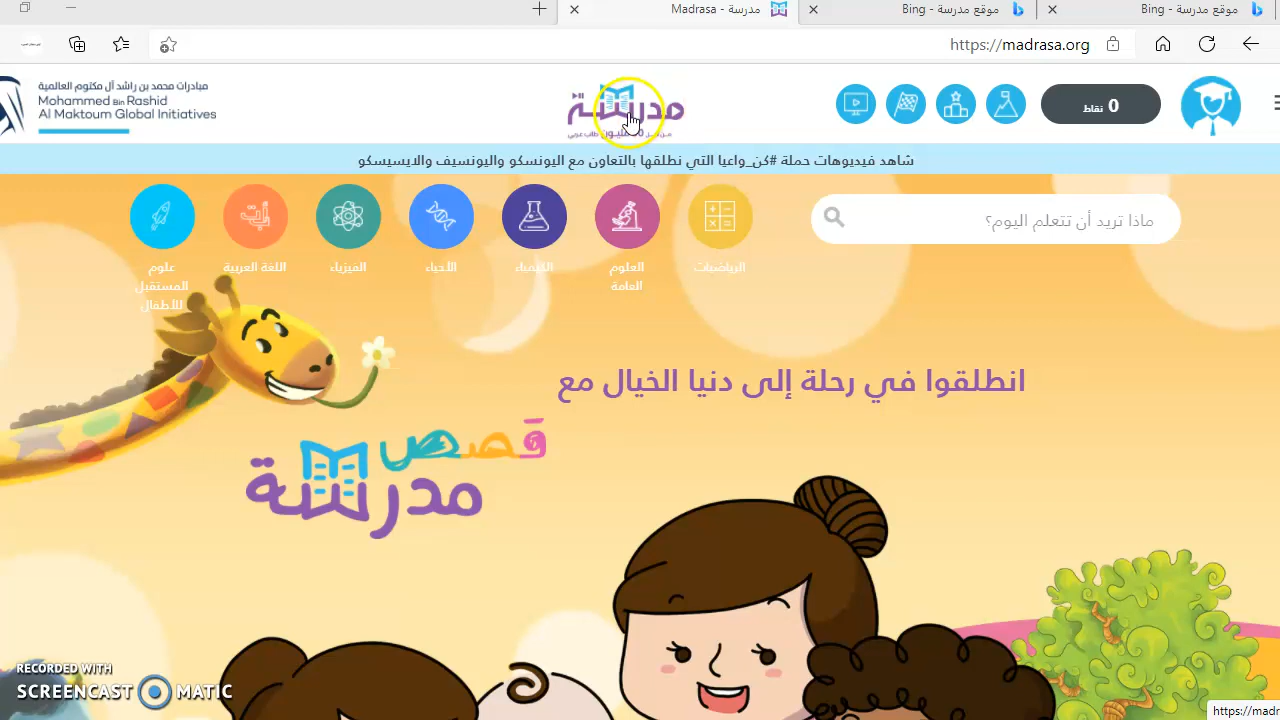 Madrasa - مدرسة
موقع مدرسة - Bing
موقع مدرسة - Bing
https://madrasa.org
مبادرات محمد بن راشد آل مكتوم العالمية
Mohammed Bin Rashid
Al Maktoum Global Initiatives
مدرسة
0 نقاط
شاهد فيديوهات حملة #كن_واعيا التي نطلقها بالتعاون مع اليونسكو واليونسيف والايسيسكو
ماذا تريد أن تتعلم اليوم؟
الرياضيات
العلوم
العامة
الكيمياء
الأحياء
الفيزياء
اللغة العربية
علوم
المستقبل
للأطفال
انطلقوا في رحلة إلى دنيا الخيال مع
قصص
مدرسة
RECORDED WITH
SCREENCAST MATIC
https://madr